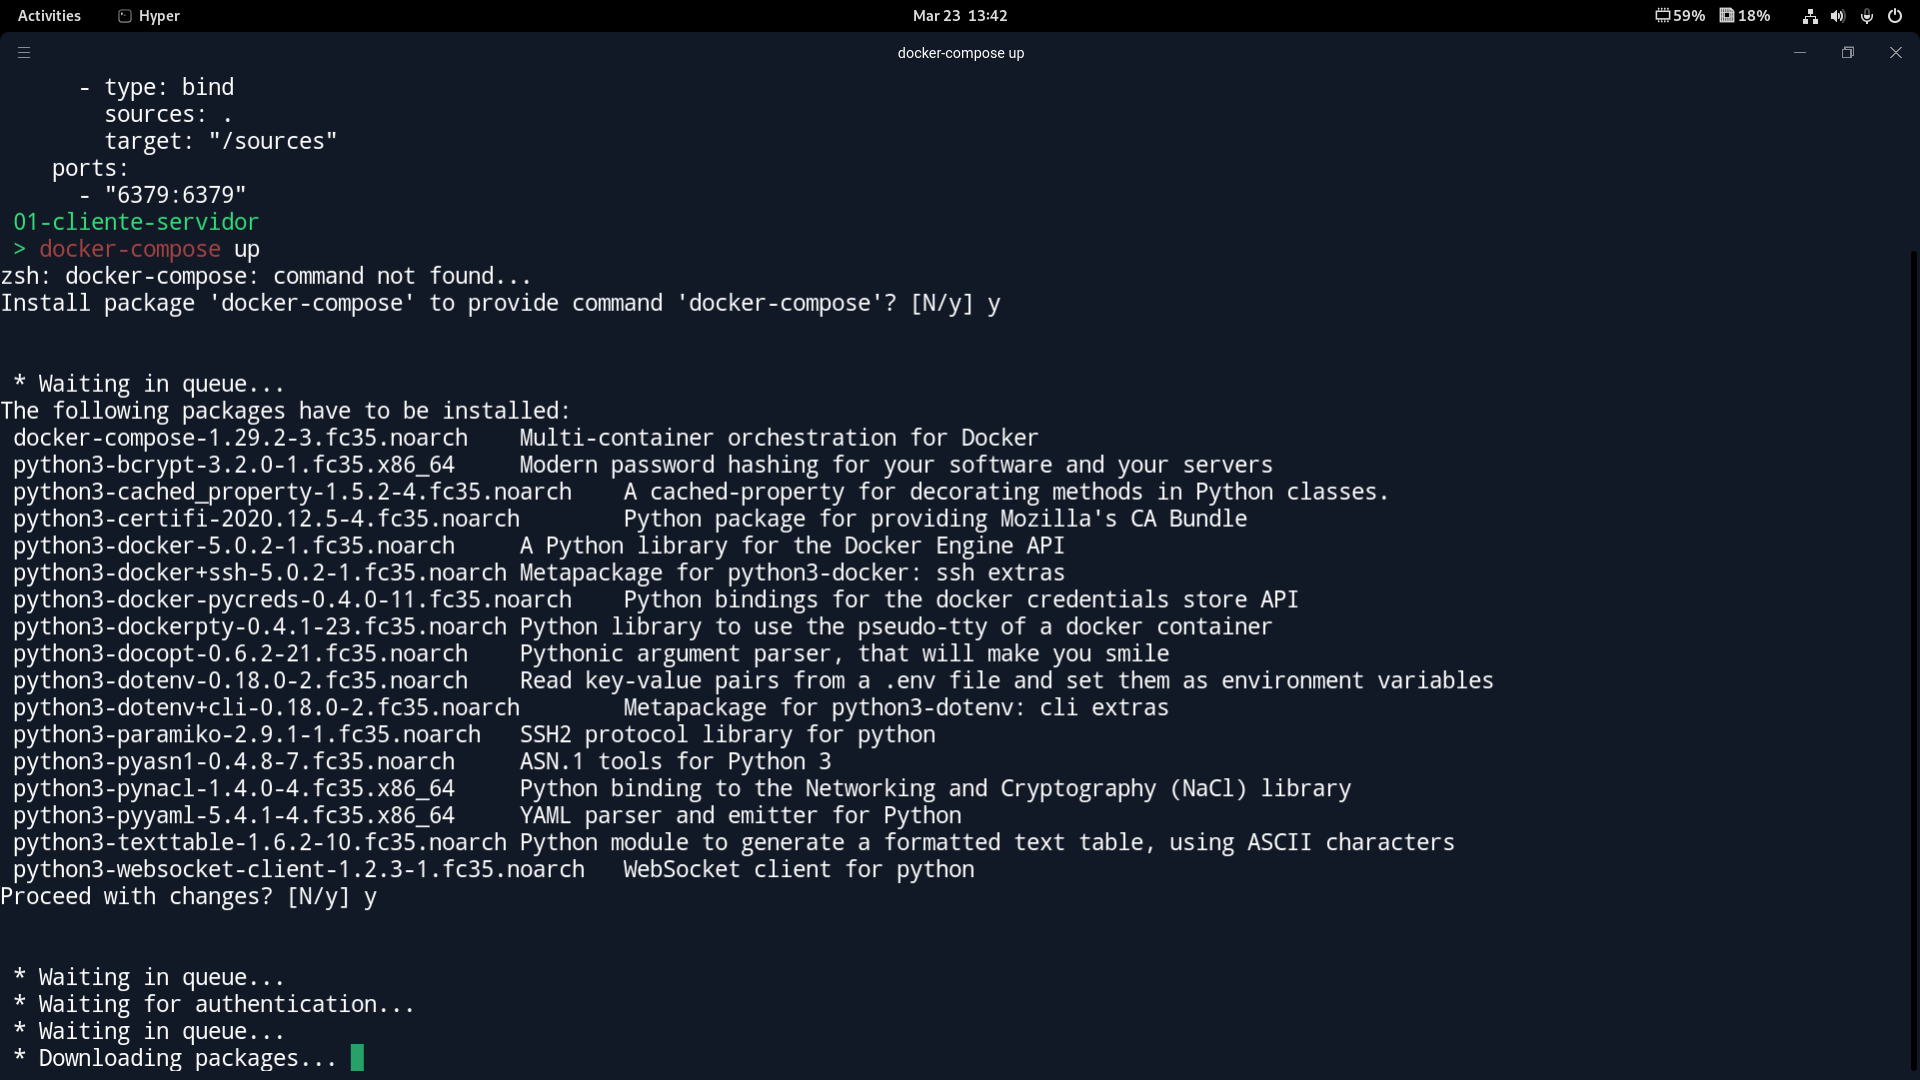 Activities Hyper Mar 23 13:42 59% 18%
docker-compose up
- type: bind
sources: .
target: "/sources"
ports:
- "6379:6379"
01-cliente-servidor
> docker-compose up
zsh: docker-compose: command not found...
Install package 'docker-compose' to provide command 'docker-compose'? [N/y] y
* Waiting in queue...
The following packages have to be installed:
docker-compose-1.29.2-3.fc35.noarch Multi-container orchestration for Docker
python3-bcrypt-3.2.0-1.fc35.x86_64 Modern password hashing for your software and your servers
python3-cached_property-1.5.2-4.fc35.noarch A cached-property for decorating methods in Python classes.
python3-certifi-2020.12.5-4.fc35.noarch Python package for providing Mozilla's CA Bundle
python3-docker-5.0.2-1.fc35.noarch A Python library for the Docker Engine API
python3-docker+ssh-5.0.2-1.fc35.noarch Metapackage for python3-docker: ssh extras
python3-docker-pycreds-0.4.0-11.fc35.noarch Python bindings for the docker credentials store API
python3-dockerpty-0.4.1-23.fc35.noarch Python library to use the pseudo-tty of a docker container
python3-docopt-0.6.2-21.fc35.noarch Pythonic argument parser, that will make you smile
python3-dotenv-0.18.0-2.fc35.noarch Read key-value pairs from a .env file and set them as environment variables
python3-dotenv+cli-0.18.0-2.fc35.noarch Metapackage for python3-dotenv: cli extras
python3-paramiko-2.9.1-1.fc35.noarch SSH2 protocol library for python
python3-pyasn1-0.4.8-7.fc35.noarch ASN.1 tools for Python 3
python3-pynacl-1.4.0-4.fc35.x86_64 Python binding to the Networking and Cryptography (NaCl) library
python3-pyyaml-5.4.1-4.fc35.x86_64 YAML parser and emitter for Python
python3-texttable-1.6.2-10.fc35.noarch Python module to generate a formatted text table, using ASCII characters
python3-websocket-client-1.2.3-1.fc35.noarch WebSocket client for python
Proceed with changes? [N/y] y
* Waiting in queue...
* Waiting for authentication...
* Waiting in queue...
* Downloading packages...